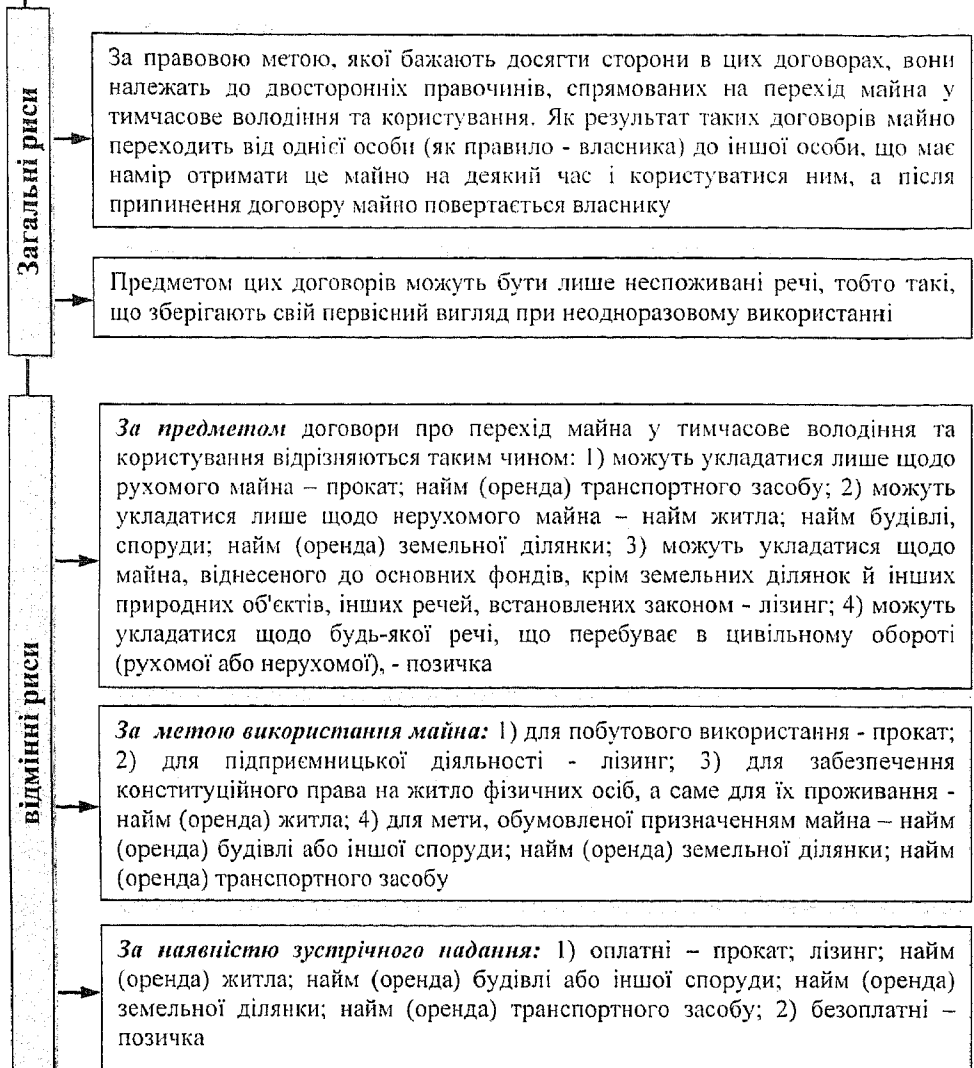 Загальні риси
За правовою метою, якої бажають досягти сторони в цих договорах, вони
належать до двосторонніх правочинів, спрямованих на перехід майна у
тимчасове володіння та користування. Як результат таких договорів майно
переходить від однієї особи (як правило - власника) до іншої особи, що має
намір отримати це майно на деякий час і користуватися ним, а після
припинення договору майно повертається власнику
Предметом цих договорів можуть бути лише неспоживані речі, тобто такі,
що зберігають свій первісний вигляд при неодноразовому використанні
відмінні риси
За предметом договори про перехід майна у тимчасове володіння та
користування відрізняються таким чином: 1) можуть укладатися лише щодо
рухомого майна – прокат; найм (оренда) транспортного засобу; 2) можуть
укладатися лише щодо нерухомого майна – найм житла; найм будівлі,
споруди; найм (оренда) земельної ділянки; 3) можуть укладатися щодо
майна, віднесеного до основних фондів, крім земельних ділянок й інших
природних об'єктів, інших речей, встановлених законом - лізинг; 4) можуть
укладатися щодо будь-якої речі, що перебуває в цивільному обороті
(рухомої або нерухомої), - позичка
За метою використання майна: 1) для побутового використання - прокат;
2) для підприємницької діяльності - лізинг; 3) для забезпечення
конституційного права на житло фізичних осіб, а саме для їх проживання -
найм (оренда) житла; 4) для мети, обумовленої призначенням майна – найм
(оренда) будівлі або іншої споруди; найм (оренда) земельної ділянки; найм
(оренда) транспортного засобу
За наявністю зустрічного надання: 1) оплатні – прокат; лізинг; найм
(оренда) житла; найм (оренда) будівлі або іншої споруди; найм (оренда)
земельної ділянки; найм (оренда) транспортного засобу; 2) безоплатні –
позичка